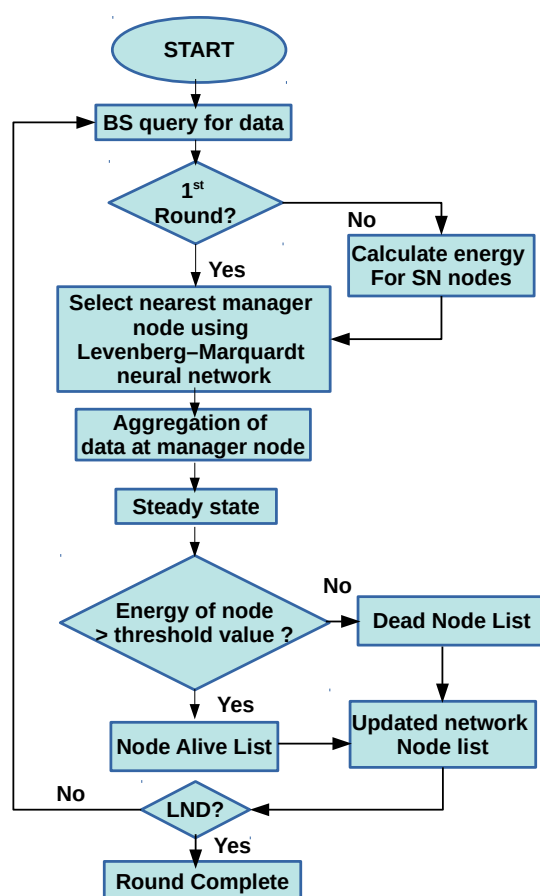 START
BS query for data
1st
Round?
No
Calculate energy
For SN nodes
Yes
Select nearest manager
node using
Levenberg–Marquardt
neural network
Aggregation of
data at manager node
Steady state
Energy of node
> threshold value ?
No
Dead Node List
Yes
Node Alive List
Updated network
Node list
No
LND?
Yes
Round Complete